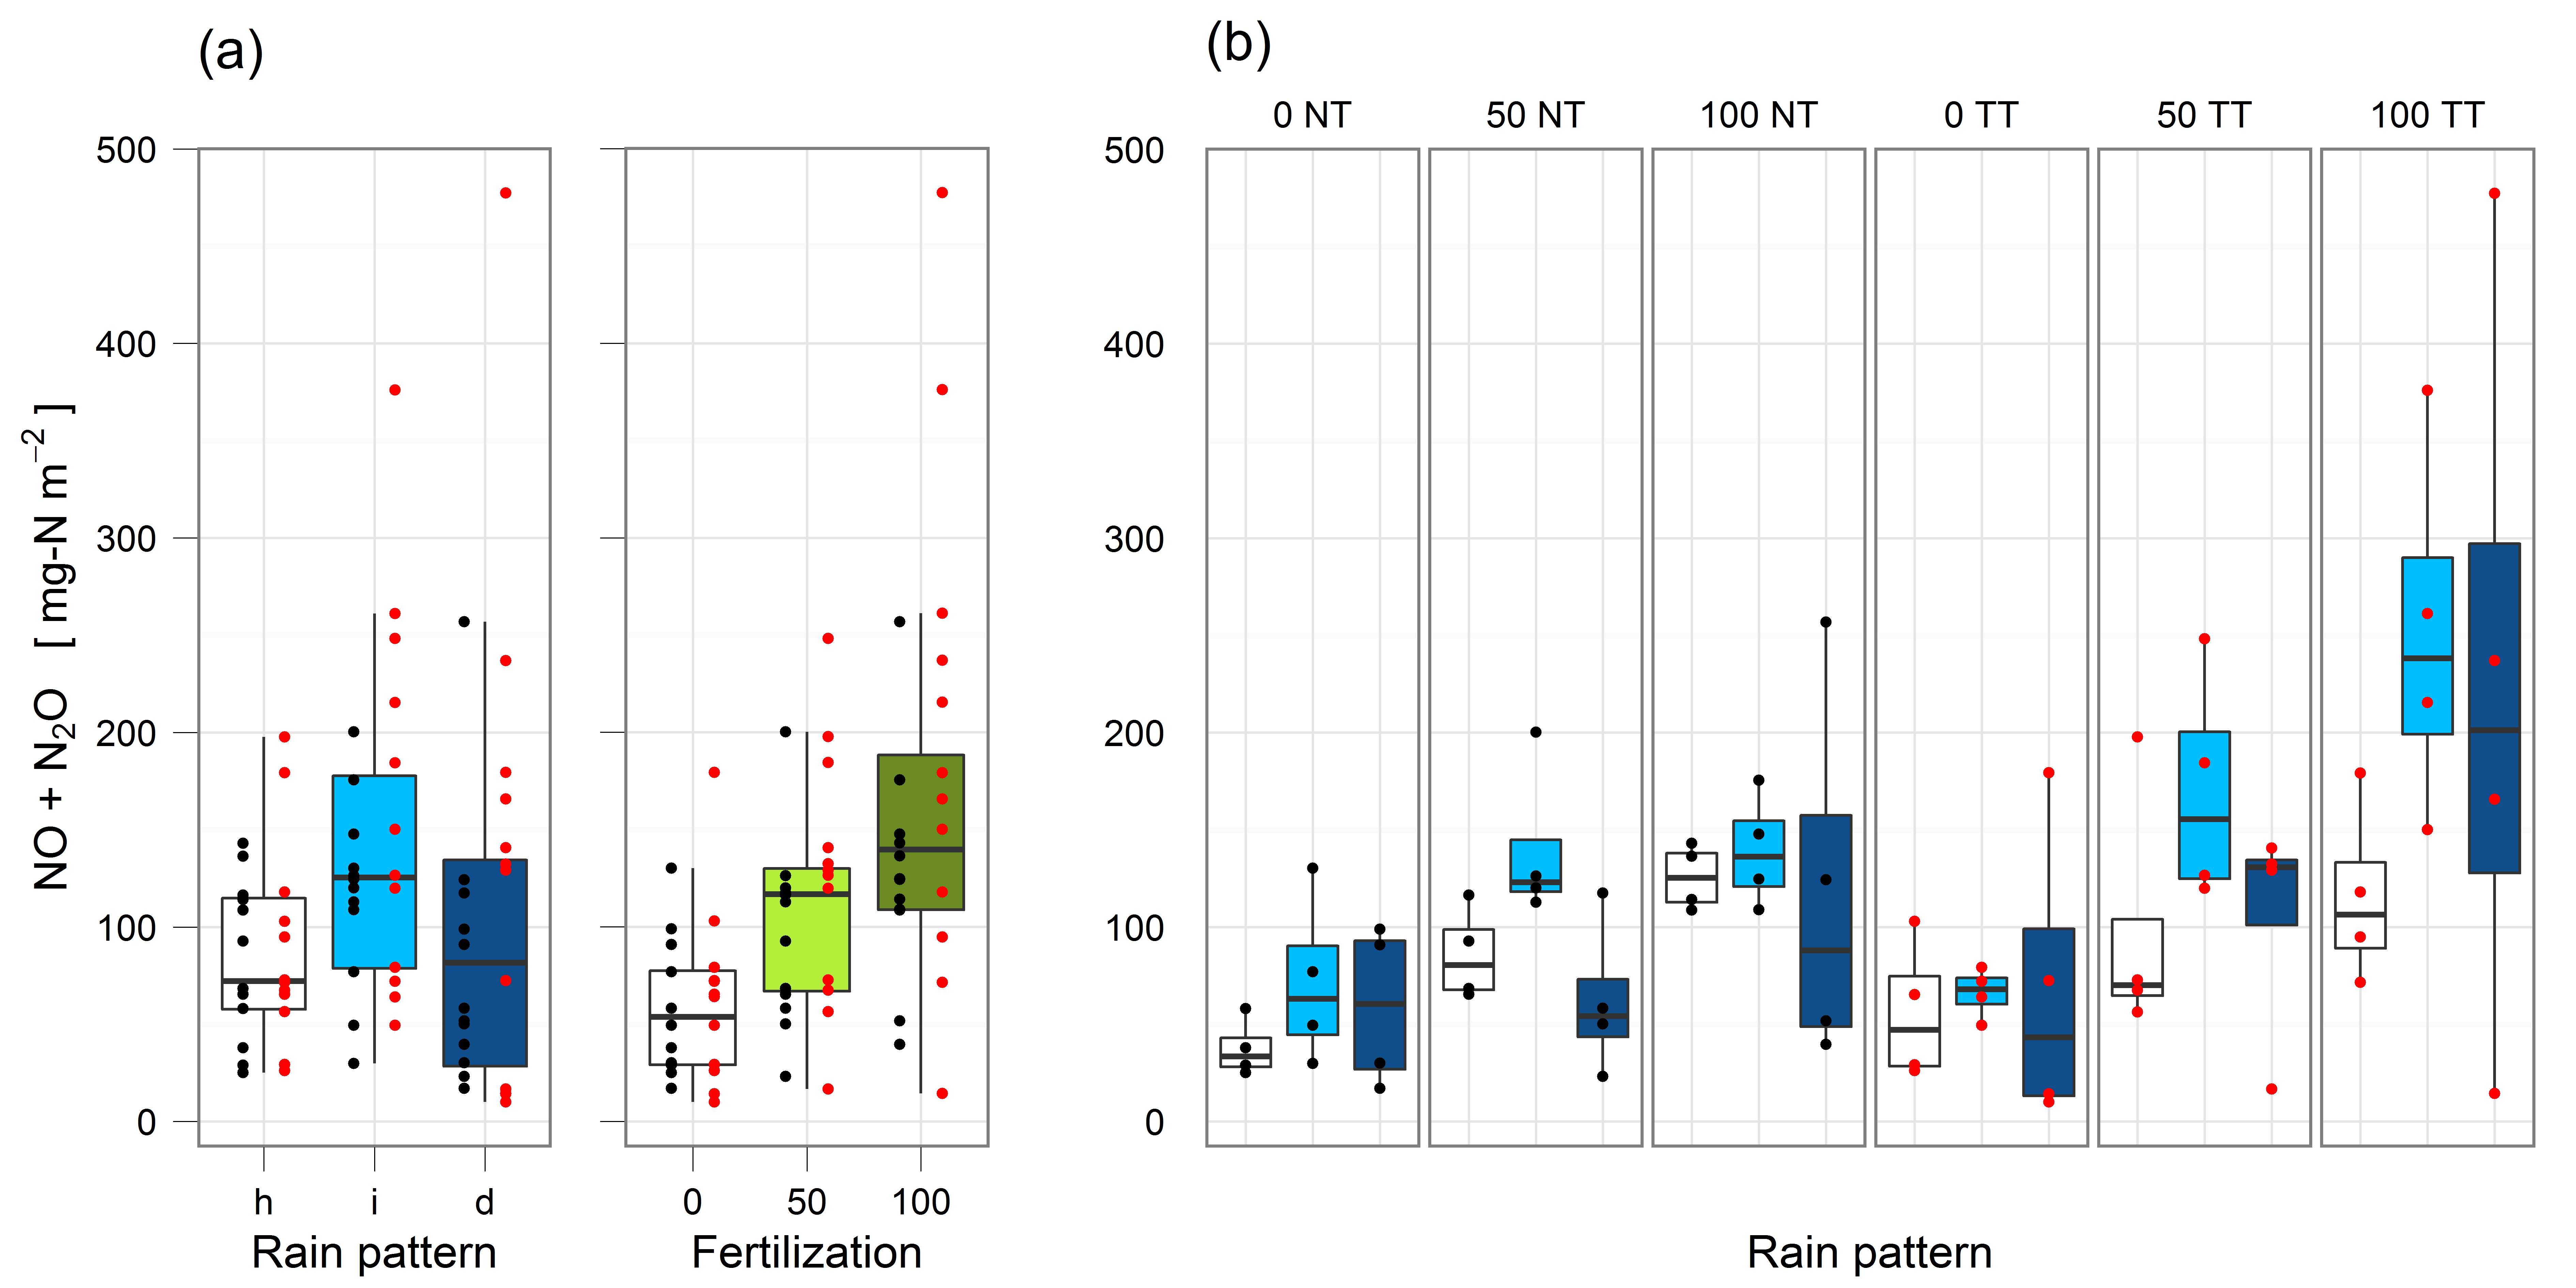 (a)
(b)
0 NT 50 NT 100 NT 0 TT 50 TT 100 TT
NO + N₂O [ mg-N m⁻² ]
500 500
400 400
300 300
200 200
100 100
0 0
h i d 0 50 100
Rain pattern Fertilization Rain pattern